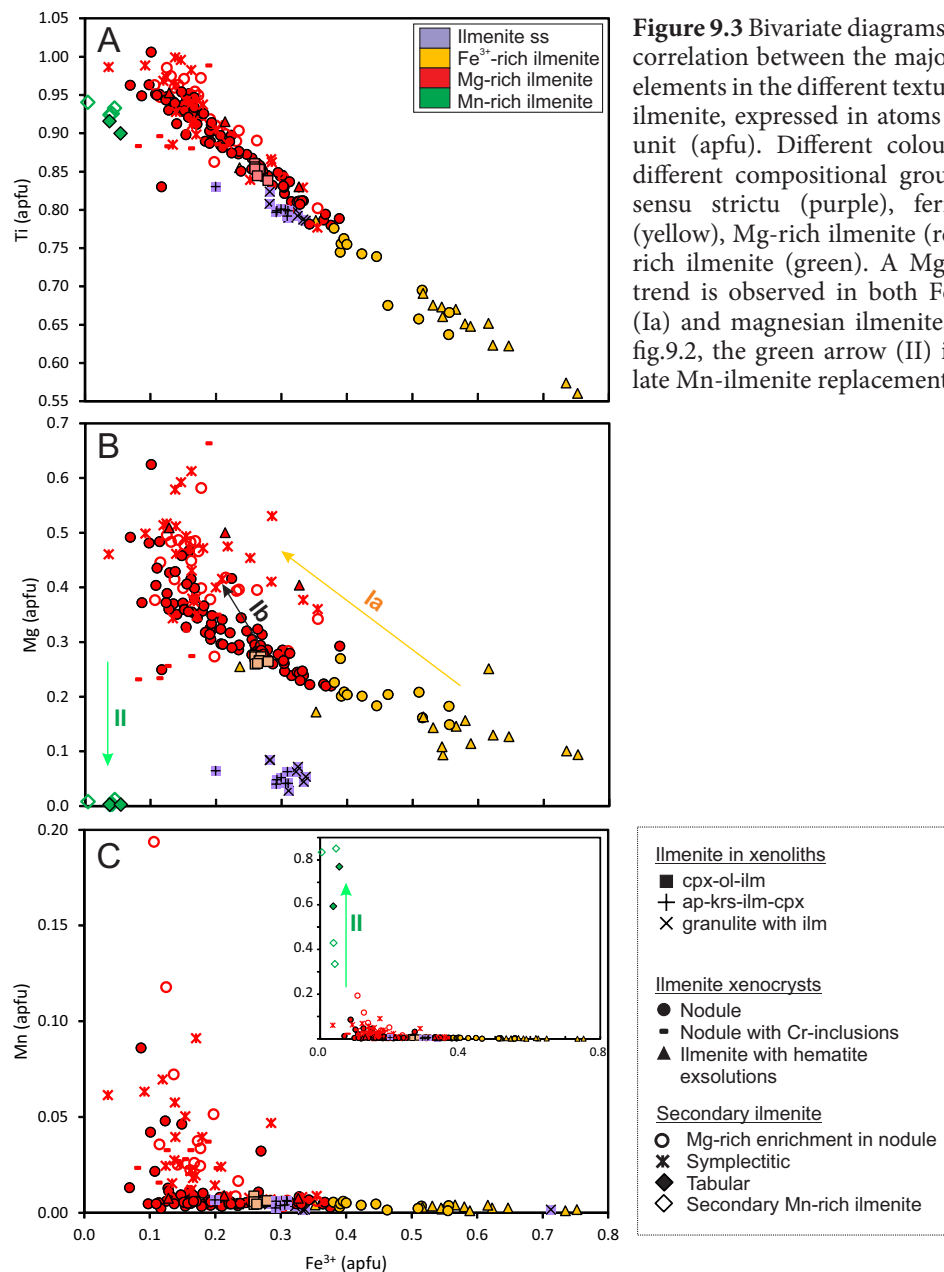 A
1.05
1.00
0.95
0.90
0.85
0.80
0.75
0.70
0.65
0.60
0.55
Ti (apfu)
Ilmenite ss
Fe³⁺-rich ilmenite
Mg-rich ilmenite
Mn-rich ilmenite
B
0.7
0.6
0.5
0.4
0.3
0.2
0.1
0.0
Mg (apfu)
Ia
Ib
II
C
0.20
0.15
0.10
0.05
0.00
Mn (apfu)
0.8
0.6
0.4
0.2
0.0 0.4 0.8
II
0.0 0.1 0.2 0.3 0.4 0.5 0.6 0.7 0.8
Fe³⁺ (apfu)
Figure 9.3 Bivariate diagrams
correlation between the major
elements in the different textu
ilmenite, expressed in atoms
unit (apfu). Different colou
different compositional grou
sensu strictu (purple), ferr
(yellow), Mg-rich ilmenite (re
rich ilmenite (green). A Mg
trend is observed in both Fe
(Ia) and magnesian ilmenite
fig.9.2, the green arrow (II) i
late Mn-ilmenite replacement
Ilmenite in xenoliths
cpx-ol-ilm
ap-krs-ilm-cpx
granulite with ilm
Ilmenite xenocrysts
Nodule
Nodule with Cr-inclusions
Ilmenite with hematite
exsolutions
Secondary ilmenite
Mg-rich enrichment in nodule
Symplectitic
Tabular
Secondary Mn-rich ilmenite